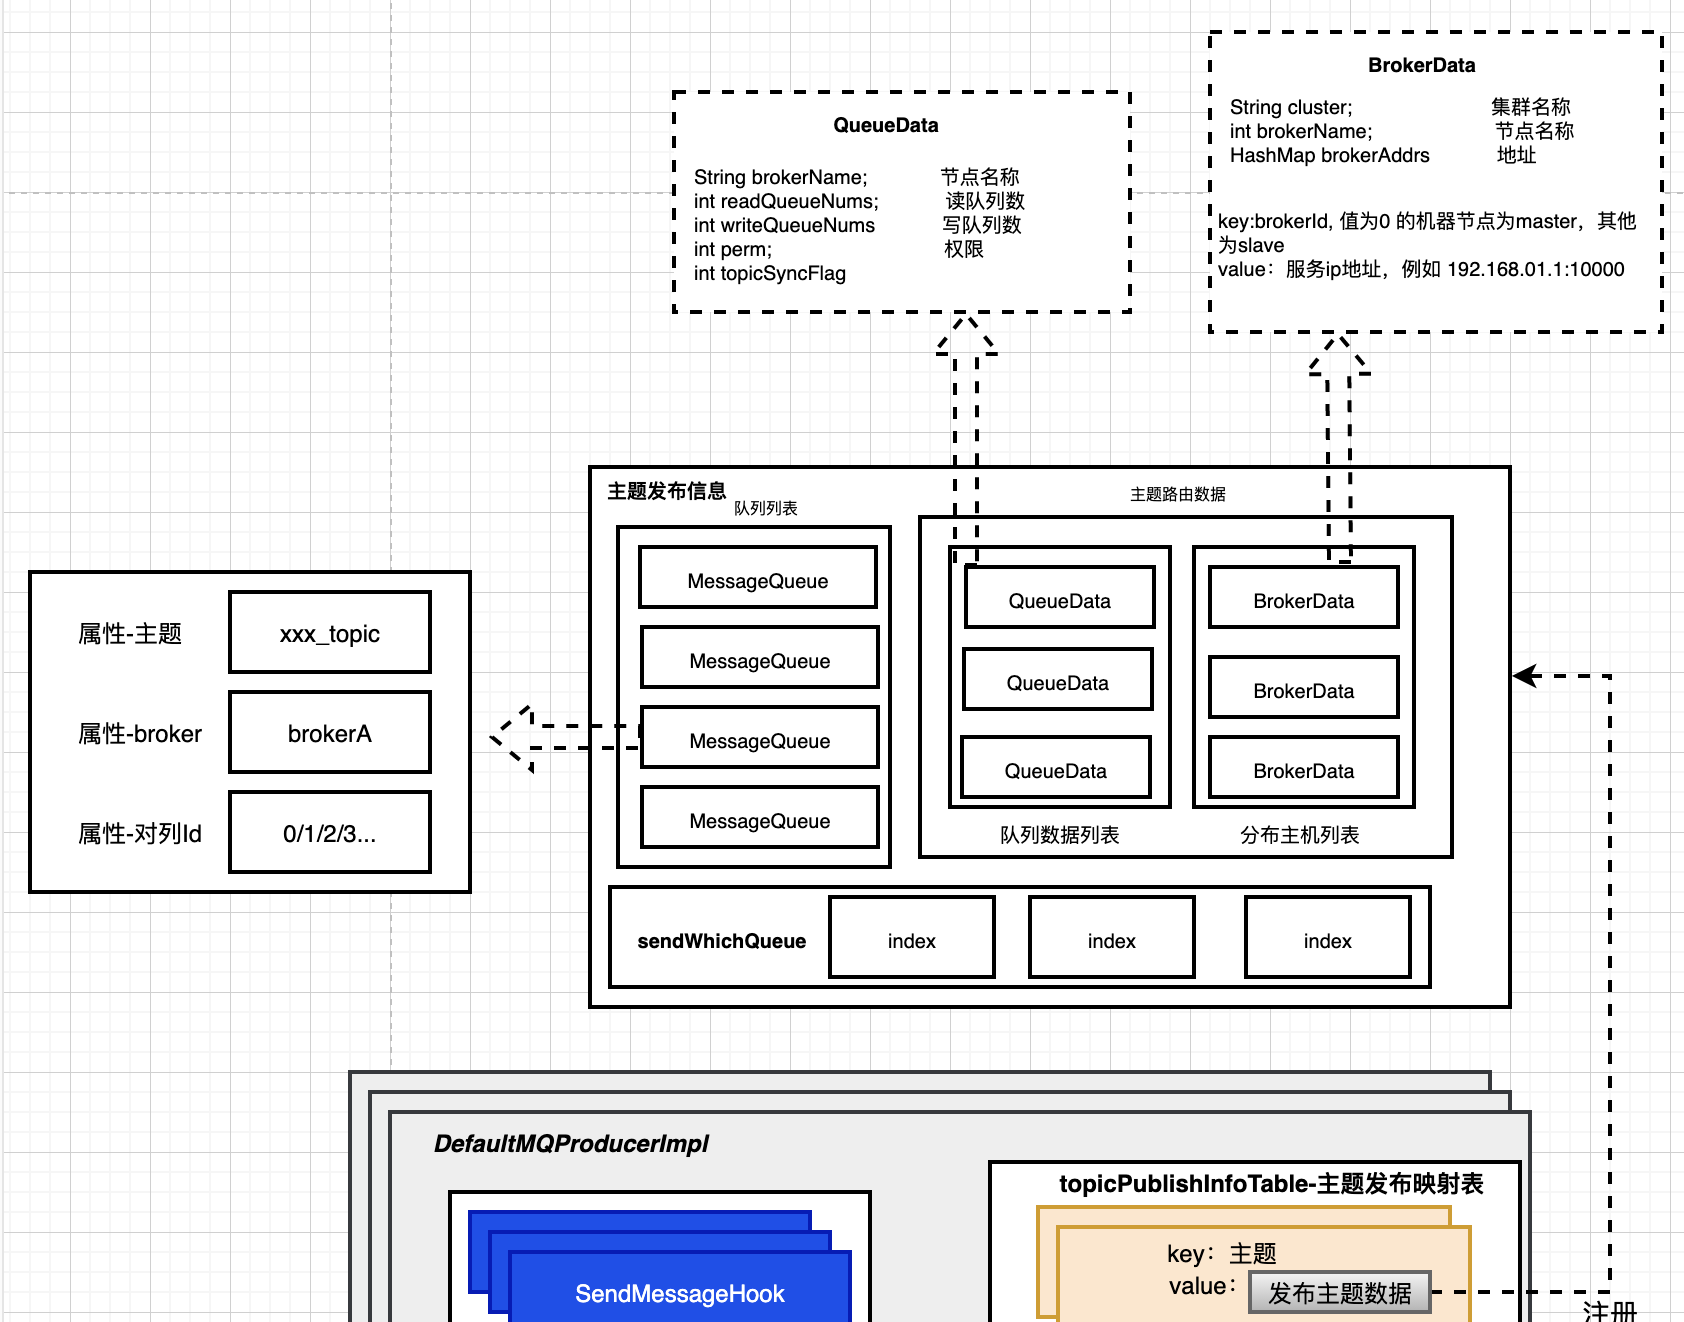 BrokerData
String cluster; 集群名称
int brokerName; 节点名称
HashMap brokerAddrs 地址
key:brokerId, 值为0 的机器节点为master，其他
为slave
value：服务ip地址，例如 192.168.01.1:10000
QueueData
String brokerName; 节点名称
int readQueueNums; 读队列数
int writeQueueNums 写队列数
int perm; 权限
int topicSyncFlag
主题发布信息
队列列表
主题路由数据
MessageQueue
MessageQueue
MessageQueue
MessageQueue
QueueData
QueueData
QueueData
队列数据列表
BrokerData
BrokerData
BrokerData
分布主机列表
属性-主题 xxx_topic
属性-broker brokerA
属性-对列Id 0/1/2/3...
sendWhichQueue index index index
DefaultMQProducerImpl
SendMessageHook
topicPublishInfoTable-主题发布映射表
key：主题
value：发布主题数据
注册